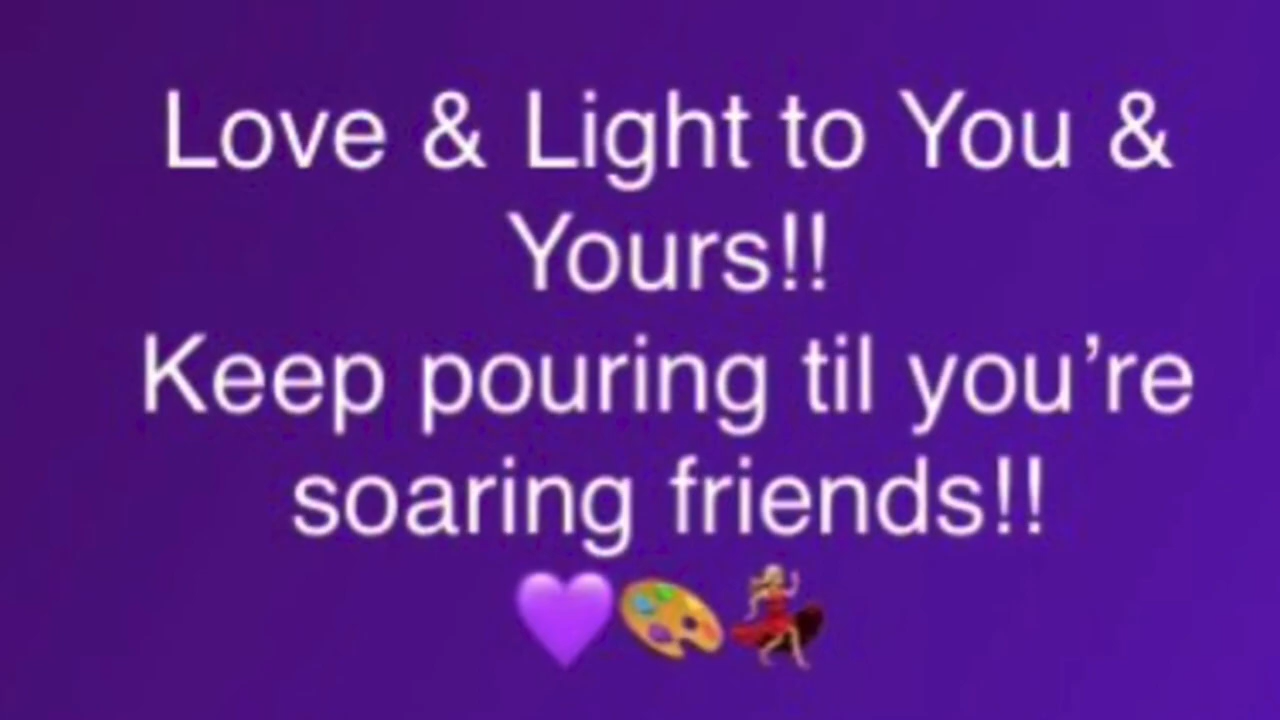 Love & Light to You &
Yours!!
Keep pouring til you’re
soaring friends!!
💜🎨💃🏼